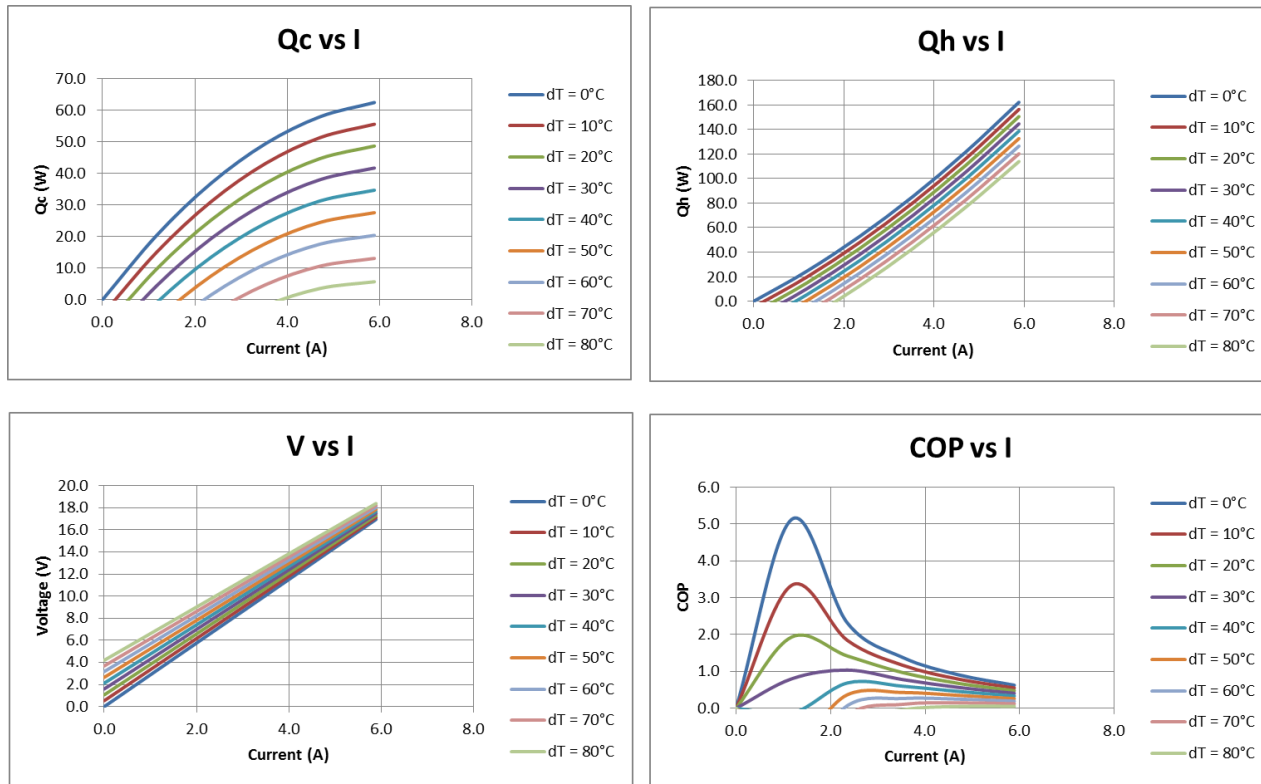 Qc vs I
Qc (W)
70.0
60.0
50.0
40.0
30.0
20.0
10.0
0.0
0.0 2.0 4.0 6.0 8.0
Current (A)
dT = 0°C
dT = 10°C
dT = 20°C
dT = 30°C
dT = 40°C
dT = 50°C
dT = 60°C
dT = 70°C
dT = 80°C
Qh vs I
Qh (W)
180.0
160.0
140.0
120.0
100.0
80.0
60.0
40.0
20.0
0.0
0.0 2.0 4.0 6.0 8.0
Current (A)
dT = 0°C
dT = 10°C
dT = 20°C
dT = 30°C
dT = 40°C
dT = 50°C
dT = 60°C
dT = 70°C
dT = 80°C
V vs I
Voltage (V)
20.0
18.0
16.0
14.0
12.0
10.0
8.0
6.0
4.0
2.0
0.0
0.0 2.0 4.0 6.0 8.0
Current (A)
dT = 0°C
dT = 10°C
dT = 20°C
dT = 30°C
dT = 40°C
dT = 50°C
dT = 60°C
dT = 70°C
dT = 80°C
COP vs I
COP
6.0
5.0
4.0
3.0
2.0
1.0
0.0
0.0 2.0 4.0 6.0 8.0
Current (A)
dT = 0°C
dT = 10°C
dT = 20°C
dT = 30°C
dT = 40°C
dT = 50°C
dT = 60°C
dT = 70°C
dT = 80°C